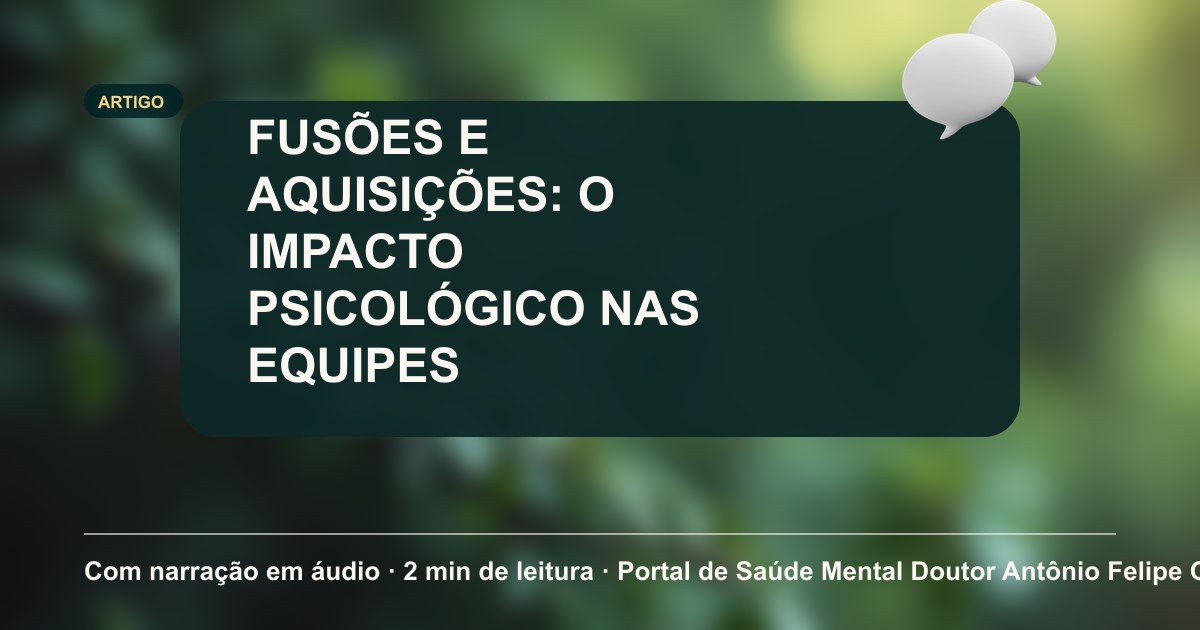 ARTIGO
FUSÕES E
AQUISIÇÕES: O
IMPACTO
PSICOLÓGICO NAS
EQUIPES
Com narração em áudio · 2 min de leitura · Portal de Saúde Mental Doutor Antônio Felipe